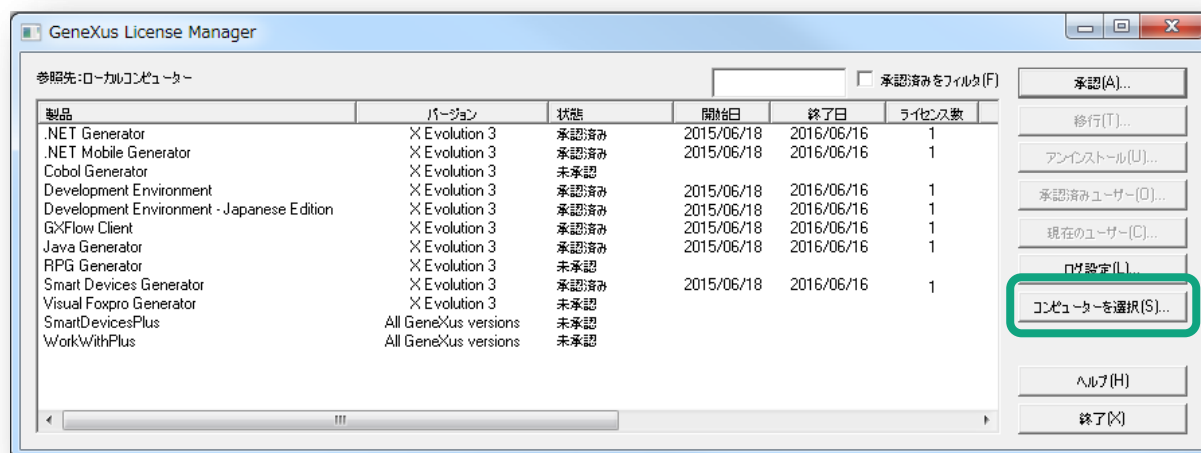 GeneXus License Manager
参照先:ローカルコンピューター
承認済みをフィルタ(F)
製品 バージョン 状態 開始日 終了日 ライセンス数
.NET Generator X Evolution 3 承認済み 2015/06/18 2016/06/16 1
.NET Mobile Generator X Evolution 3 承認済み 2015/06/18 2016/06/16 1
Cobol Generator X Evolution 3 未承認
Development Environment X Evolution 3 承認済み 2015/06/18 2016/06/16 1
Development Environment - Japanese Edition X Evolution 3 承認済み 2015/06/18 2016/06/16 1
GXFlow Client X Evolution 3 承認済み 2015/06/18 2016/06/16 1
Java Generator X Evolution 3 承認済み 2015/06/18 2016/06/16 1
RPG Generator X Evolution 3 未承認
Smart Devices Generator X Evolution 3 承認済み 2015/06/18 2016/06/16 1
Visual Foxpro Generator X Evolution 3 未承認
SmartDevicesPlus All GeneXus versions 未承認
WorkWithPlus All GeneXus versions 未承認
承認(A)...
移行(T)...
アンインストール(U)...
承認済みユーザー(O)...
現在のユーザー(C)...
ログ設定(L)...
コンピューターを選択(S)...
ヘルプ(H)
終了(X)